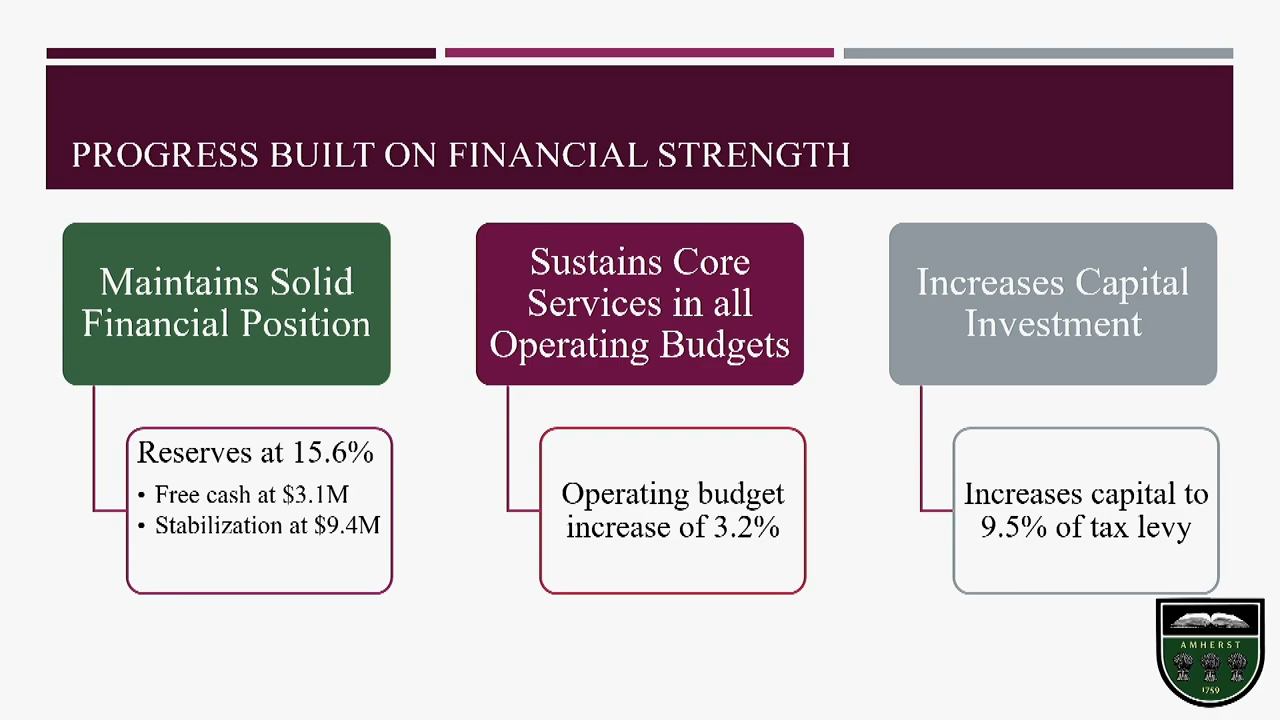 PROGRESS BUILT ON FINANCIAL STRENGTH
Maintains Solid
Financial Position
Reserves at 15.6%
• Free cash at $3.1M
• Stabilization at $9.4M
Sustains Core
Services in all
Operating Budgets
Operating budget
increase of 3.2%
Increases Capital
Investment
Increases capital to
9.5% of tax levy
AMHERST
1759